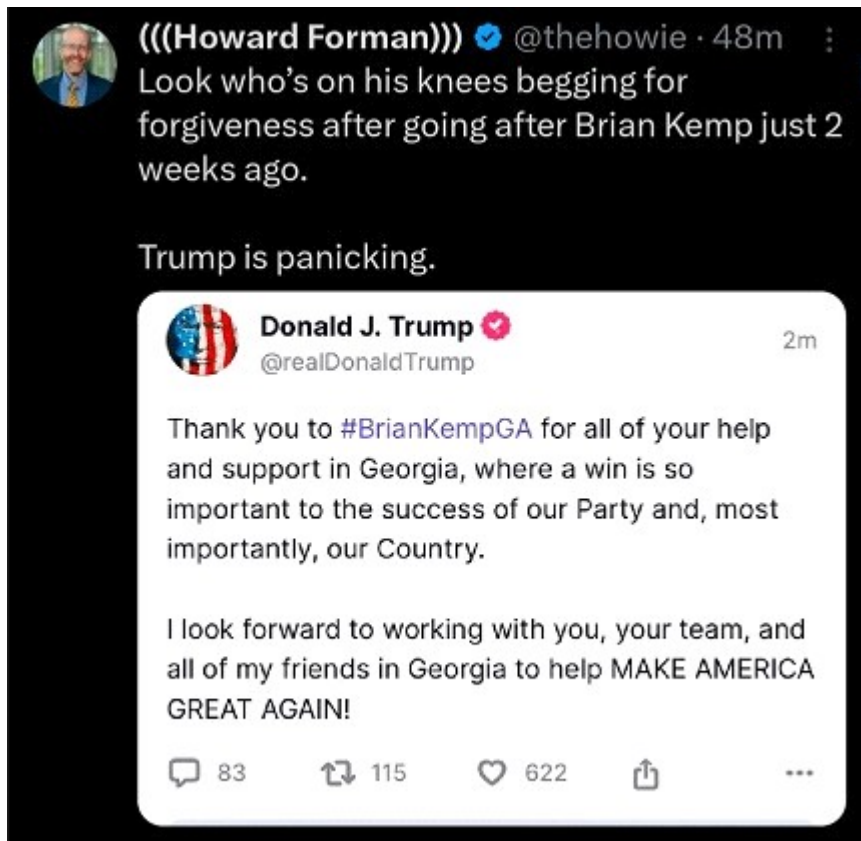 (((Howard Forman))) @thehowie · 48m
Look who's on his knees begging for
forgiveness after going after Brian Kemp just 2
weeks ago.
Trump is panicking.
Donald J. Trump
2m
@realDonaldTrump
Thank you to #BrianKempGA for all of your help
and support in Georgia, where a win is so
important to the success of our Party and, most
importantly, our Country.
I look forward to working with you, your team, and
all of my friends in Georgia to help MAKE AMERICA
GREAT AGAIN!
83 115 622